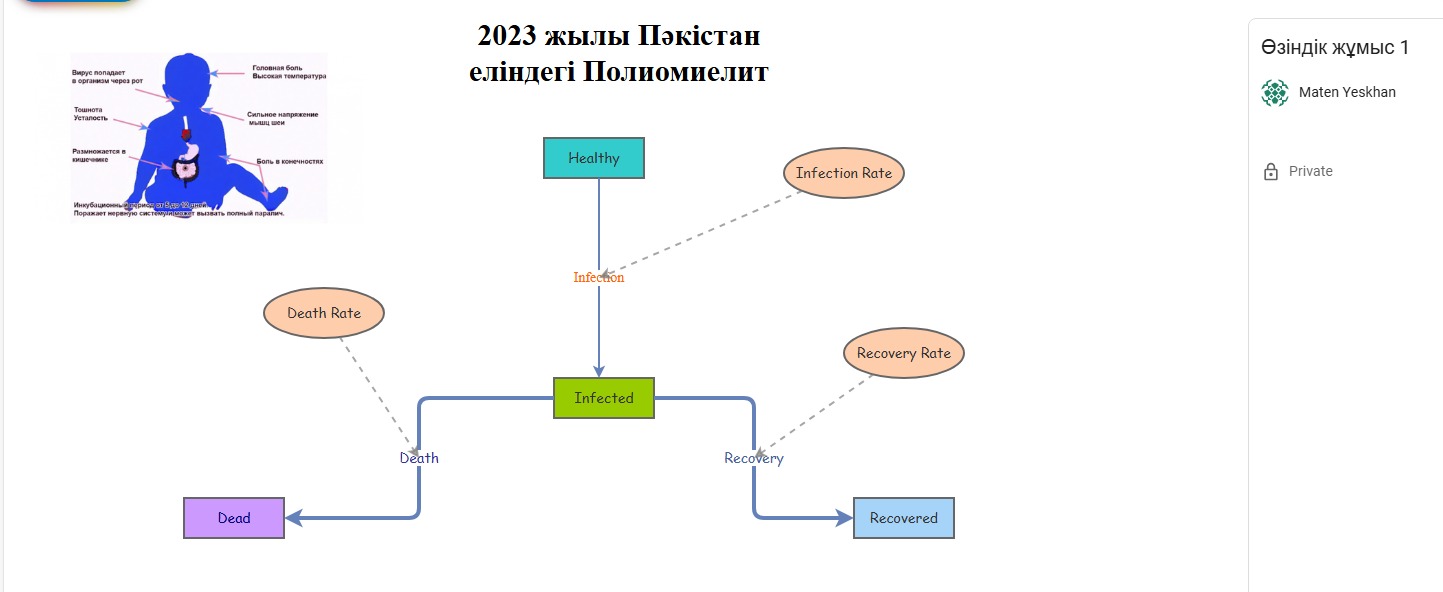 2023 жылы Пәкістан
еліндегі Полиомиелит
Вирус попадает
в организм через рот
Головная боль
Высокая температура
Тошнота
Усталость
Сильное напряжение
мышц шеи
Размножается в
кишечнике
Боль в конечностях
Инкубационный период от 5 до 12 дней.
Поражает нервную систему и может вызвать полный паралич.
Healthy
Infection Rate
Infection
Death Rate
Recovery Rate
Infected
Death
Recovery
Dead
Recovered
Өзіндік жұмыс 1
Maten Yeskhan
Private